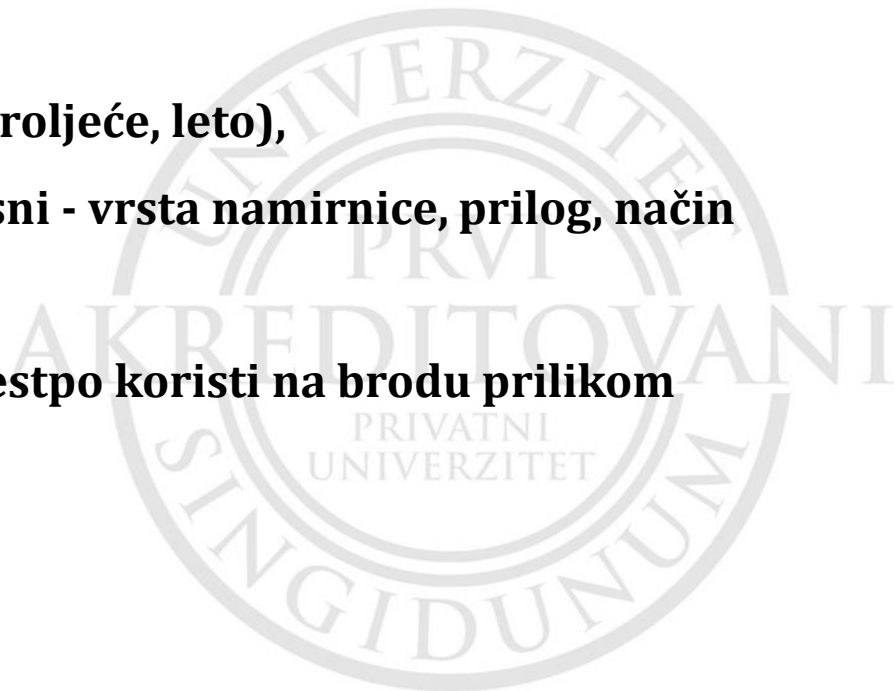 roljeće, leto),
sni - vrsta namirnice, prilog, način
estpo koristi na brodu prilikom
UNIVERZITET
PRVI
AKREDITOVANI
PRIVATNI
UNIVERZITET
SINGIDUNUM